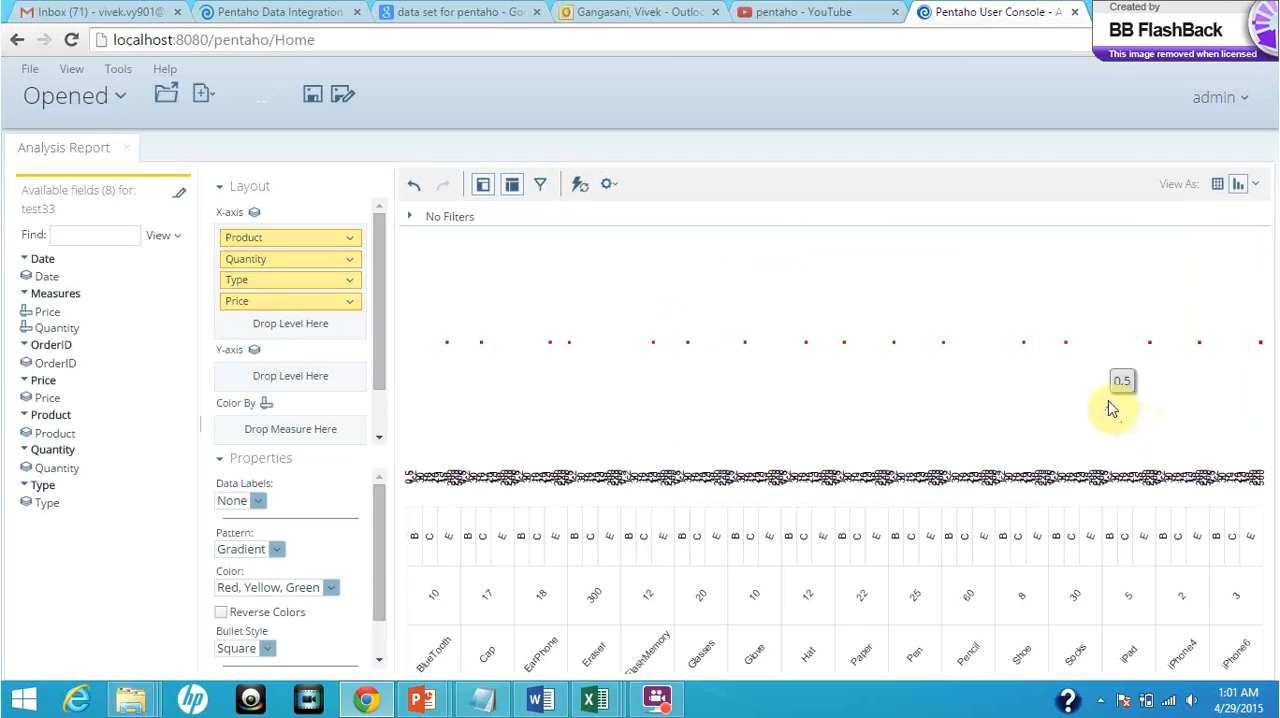 Inbox (71) - vivek.vy901@
Pentaho Data Integration
data set for pentaho - Go
Gangasani, Vivek - Outlo
pentaho - YouTube
Pentaho User Console - A
Created by
BB FlashBack
This image removed when licensed
localhost:8080/pentaho/Home
File View Tools Help
Opened
admin
Analysis Report
Available fields (8) for:
test33
Find:
View
Date
Date
Measures
Price
Quantity
OrderID
OrderID
Price
Price
Product
Product
Quantity
Quantity
Type
Type
Layout
X-axis
Product
Quantity
Type
Price
Drop Level Here
Y-axis
Drop Level Here
Color By
Drop Measure Here
Properties
Data Labels:
None
Pattern:
Gradient
Color:
Red, Yellow, Green
Reverse Colors
Bullet Style
Square
View As:
No Filters
0.5
B C E B C E B C E B C E B C E B C E B C E B C E B C E B C E B C E B C E B C E B C E B C E B C E
10 17 18 300 12 20 10 12 22 25 60 8 30 5 2 3
BlueTooth Cap EarPhone Eraser FlashMemory Glasses Glove Hat Paper Pen Pencil Shoe Socks iPad iPhone4 iPhone6
1:01 AM
4/29/2015